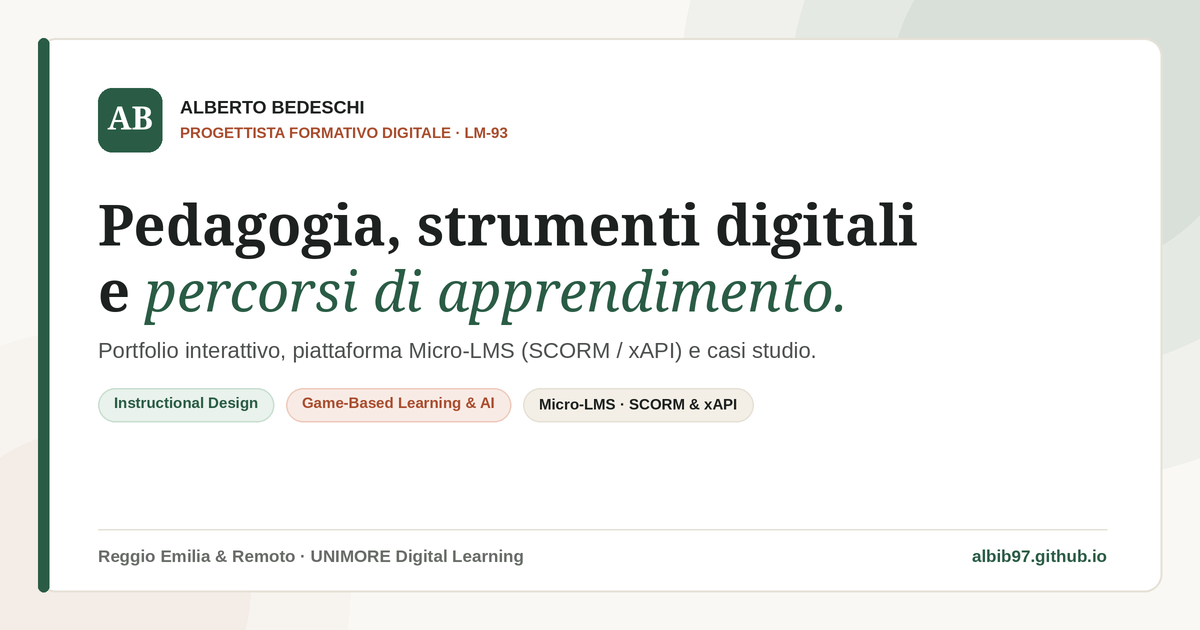 AB
ALBERTO BEDESCHI
PROGETTISTA FORMATIVO DIGITALE · LM-93
Pedagogia, strumenti digitali
e percorsi di apprendimento.
Portfolio interattivo, piattaforma Micro-LMS (SCORM / xAPI) e casi studio.
Instructional Design
Game-Based Learning & AI
Micro-LMS · SCORM & xAPI
Reggio Emilia & Remoto · UNIMORE Digital Learning
albib97.github.io